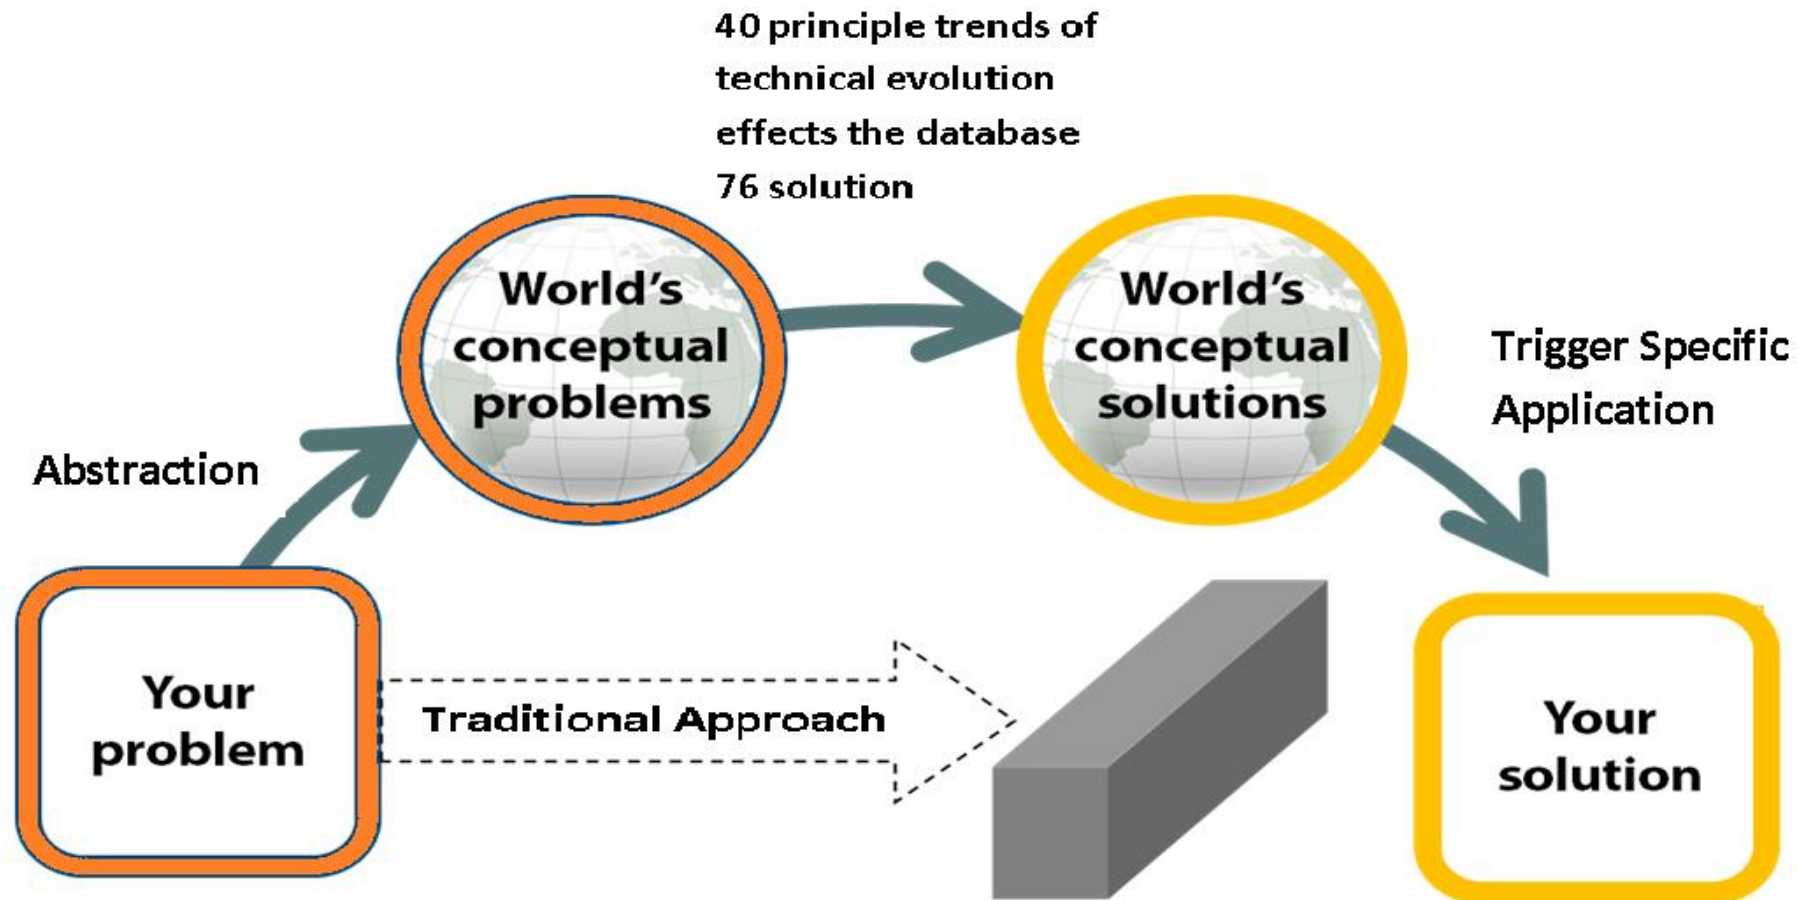 40 principle trends of
technical evolution
effects the database
76 solution
World's
conceptual
problems
World's
conceptual
solutions
Trigger Specific
Application
Abstraction
Your
problem
Traditional Approach
Your
solution